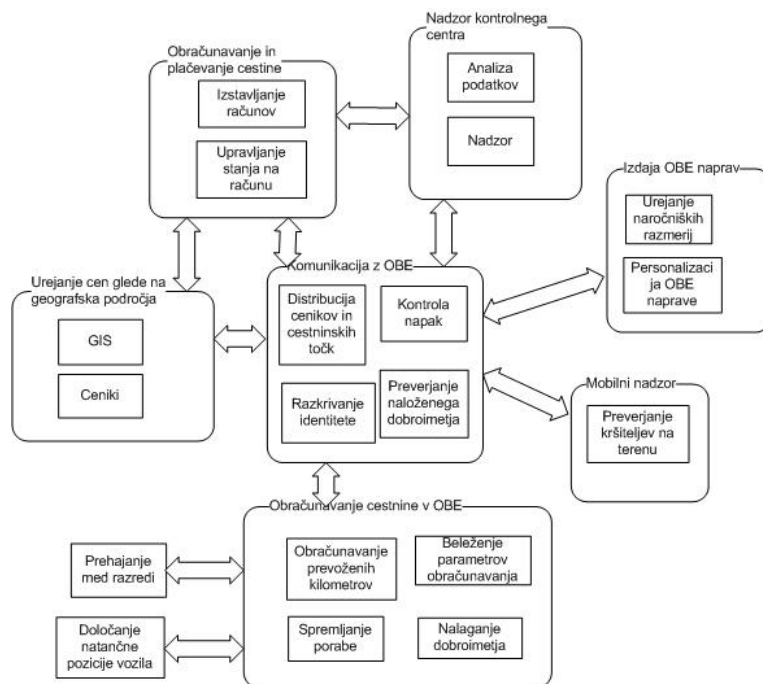 Nadzor kontrolnega
centra
Analiza
podatkov
Nadzor
Obračunavanje in
plačevanje cestine
Izstavljanje
računov
Upravljanje
stanja na
računu
Izdaja OBE naprav
Urejanje
naročniških
razmerij
Personalizaci
ja OBE
naprave
Urejanje cen glede na
geografska področja
GIS
Ceniki
Komunikacija z OBE
Distribucija
cenikov in
cestninskih
točk
Kontrola
napak
Razkrivanje
identitete
Preverjanje
naloženega
dobroimetja
Mobilni nadzor
Preverjanje
kršiteljev na
terenu
Obračunavanje cestnine v OBE
Obračunavanje
prevoženih
kilometrov
Beleženje
parametrov
obračunavanja
Spremljanje
porabe
Nalaganje
dobroimetja
Prehajanje
med razredi
Določanje
natančne
pozicije vozila